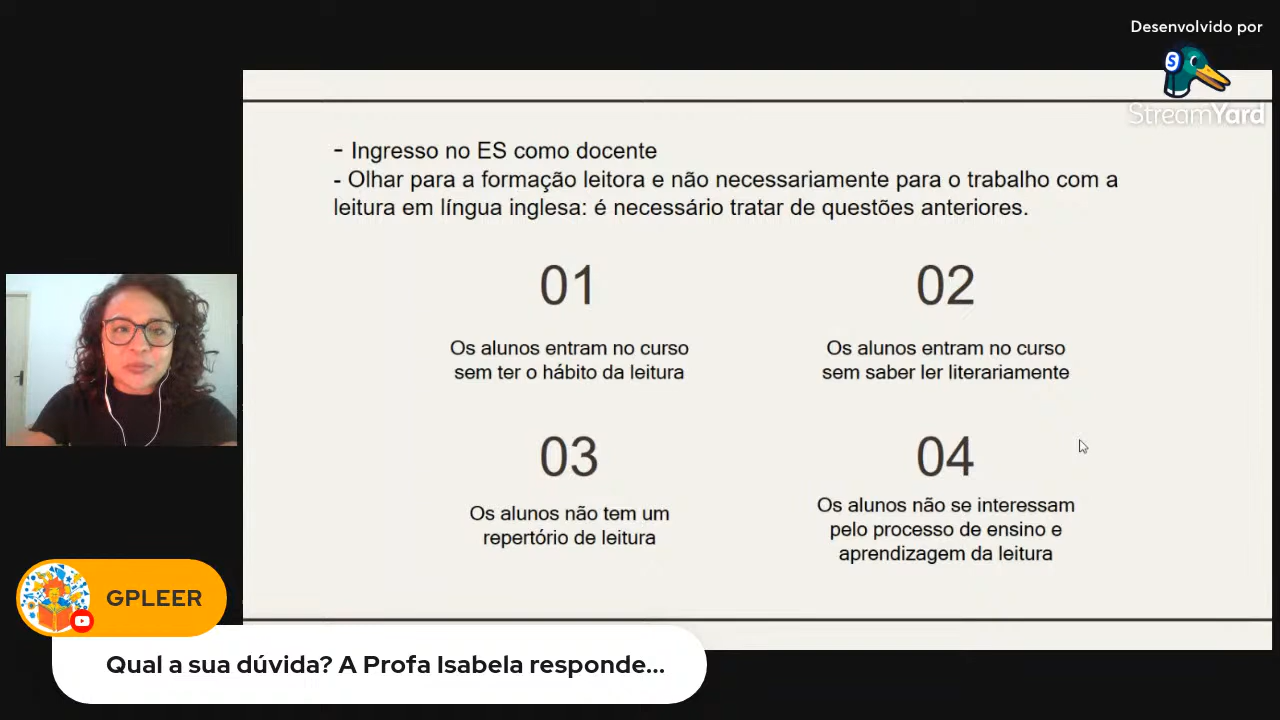 Desenvolvido por
StreamYard
- Ingresso no ES como docente
- Olhar para a formação leitora e não necessariamente para o trabalho com a
leitura em língua inglesa: é necessário tratar de questões anteriores.
01
Os alunos entram no curso
sem ter o hábito da leitura
02
Os alunos entram no curso
sem saber ler literariamente
03
Os alunos não tem um
repertório de leitura
04
Os alunos não se interessam
pelo processo de ensino e
aprendizagem da leitura
GPLEER
Qual a sua dúvida? A Profa Isabela responde...